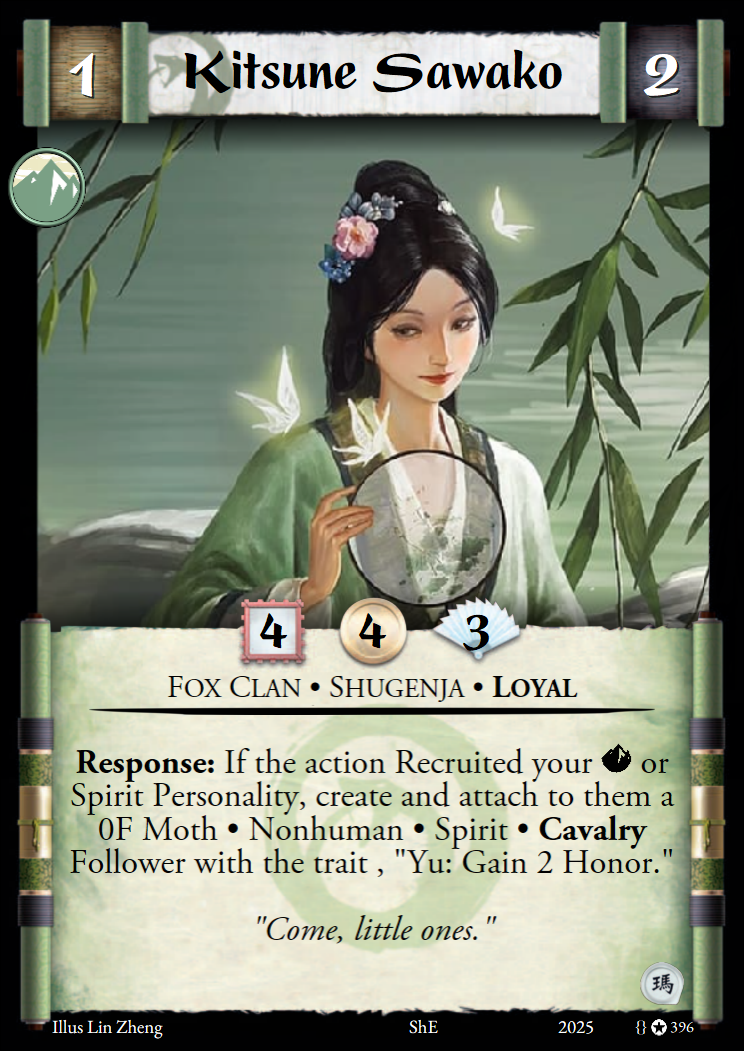 1 Kitsune Sawako 2
4 4 3
Fox Clan • Shugenja • Loyal
Response: If the action Recruited your or
Spirit Personality, create and attach to them a
0F Moth • Nonhuman • Spirit • Cavalry
Follower with the trait , "Yu: Gain 2 Honor."
"Come, little ones."
瑪
Illus Lin Zheng ShE 2025 {} 396